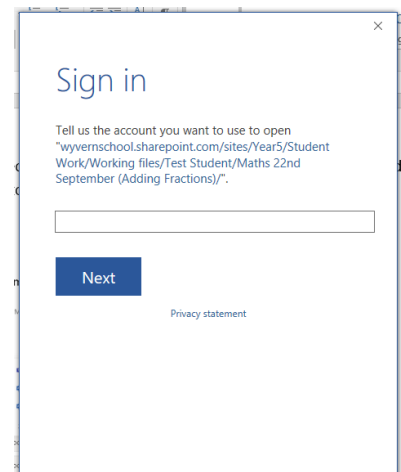 Sign in
Tell us the account you want to use to open
"wyvernschool.sharepoint.com/sites/Year5/Student
Work/Working files/Test Student/Maths 22nd
September (Adding Fractions)/".
Next
Privacy statement